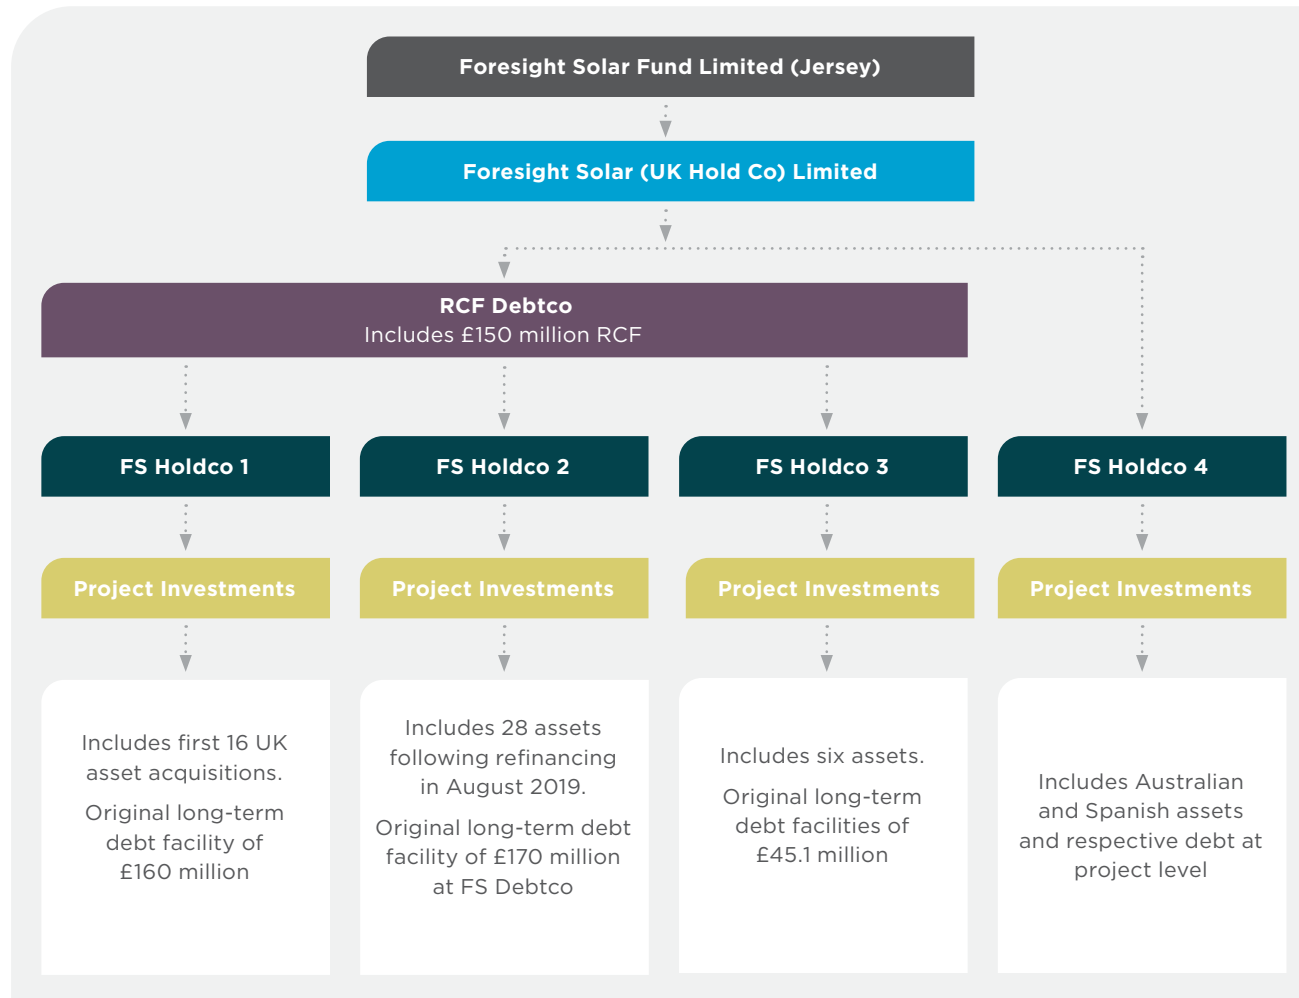 Foresight Solar Fund Limited (Jersey)
Foresight Solar (UK Hold Co) Limited
RCF Debtco
Includes £150 million RCF
FS Holdco 1
FS Holdco 2
FS Holdco 3
FS Holdco 4
Project Investments
Project Investments
Project Investments
Project Investments
Includes first 16 UK
asset acquisitions.
Original long-term
debt facility of
£160 million
Includes 28 assets
following refinancing
in August 2019.
Original long-term debt
facility of £170 million
at FS Debtco
Includes six assets.
Original long-term
debt facilities of
£45.1 million
Includes Australian
and Spanish assets
and respective debt at
project level